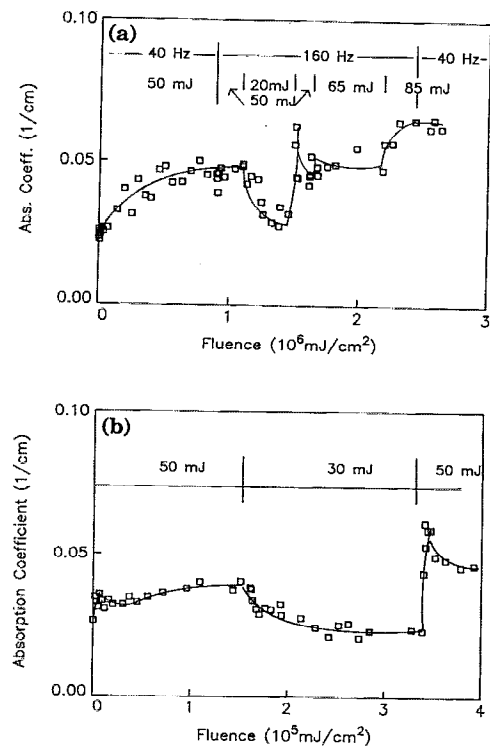 0.10
(a)
40 Hz
160 Hz
40 Hz
50 mJ
20mJ
65 mJ
85 mJ
50 mJ
0.05
0.00
Abs. Coeff. (1/cm)
0
1
2
3
Fluence (10⁶mJ/cm²)
0.10
(b)
50 mJ
30 mJ
50 mJ
0.05
0.00
Absorption Coefficient (1/cm)
0
1
2
3
4
Fluence (10⁵mJ/cm²)